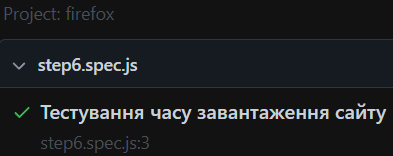 Project: firefox
step6.spec.js
Тестування часу завантаження сайту
step6.spec.js:3